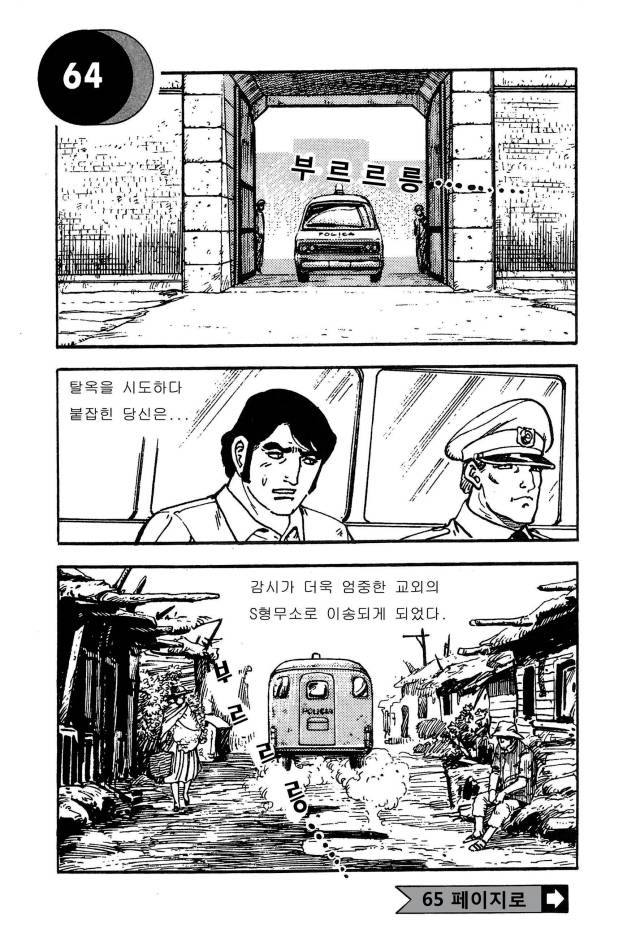 64
부르르릉
POLICA
탈옥을 시도하다
붙잡힌 당신은...
감시가 더욱 엄중한 교외의
S형무소로 이송되게 되었다.
부르르릉
POLICIA
65 페이지로